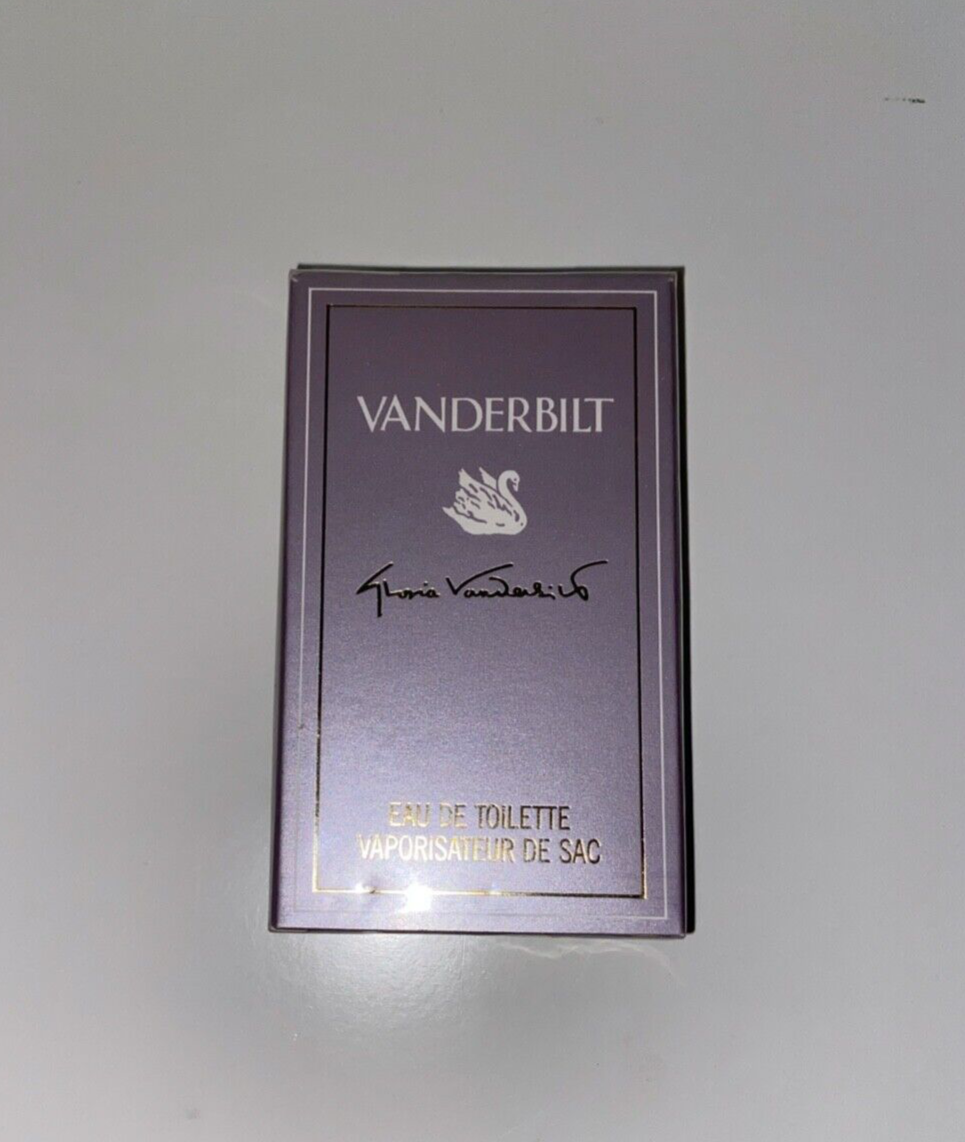 VANDERBILT
Gloria Vanderbilt
EAU DE TOILETTE
VAPORISATEUR DE SAC